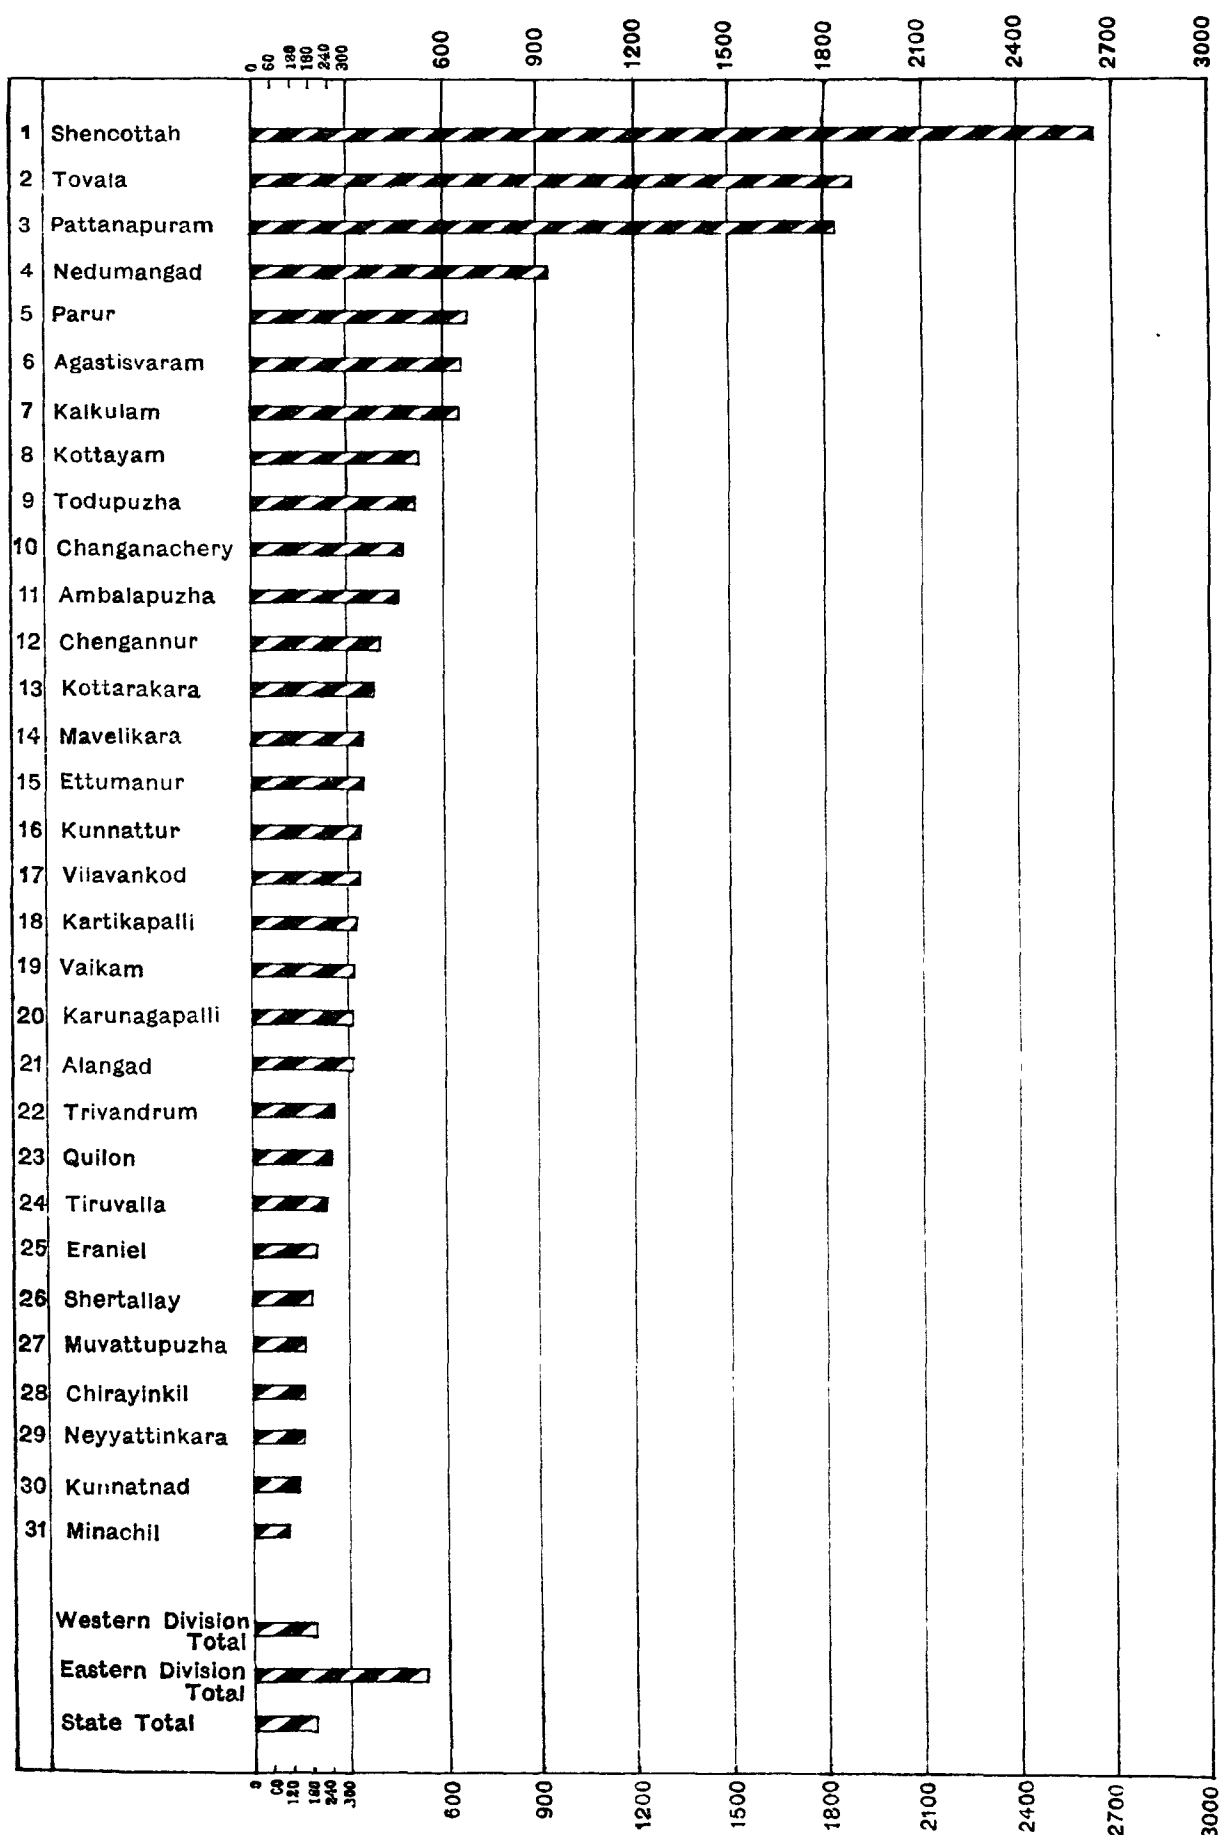 0 60 120 180 240 300 600 900 1200 1500 1800 2100 2400 2700 3000
1 Shencottah
2 Tovala
3 Pattanapuram
4 Nedumangad
5 Parur
6 Agastisvaram
7 Kalkulam
8 Kottayam
9 Todupuzha
10 Changanachery
11 Ambalapuzha
12 Chengannur
13 Kottarakara
14 Mavelikara
15 Ettumanur
16 Kunnattur
17 Vilavankod
18 Kartikapalli
19 Vaikam
20 Karunagapalli
21 Alangad
22 Trivandrum
23 Quilon
24 Tiruvalla
25 Eraniel
26 Shertallay
27 Muvattupuzha
28 Chirayinkil
29 Neyyattinkara
30 Kunnatnad
31 Minachil
Western Division
Total
Eastern Division
Total
State Total
0 60 120 180 240 300 600 900 1200 1500 1800 2100 2400 2700 3000